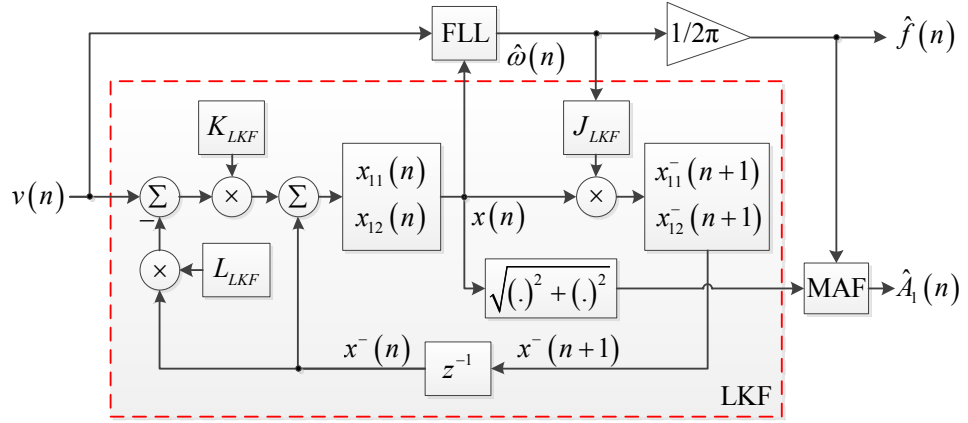 FLL
1/2π
f̂(n)
ω̂(n)
K_LKF
J_LKF
v(n)
Σ
×
Σ
x₁₁(n)
x₁₂(n)
x(n)
×
x₁₁⁻(n+1)
x₁₂⁻(n+1)
−
×
L_LKF
√((.)² + (.)²)
MAF
Â₁(n)
x⁻(n)
z⁻¹
x⁻(n+1)
LKF